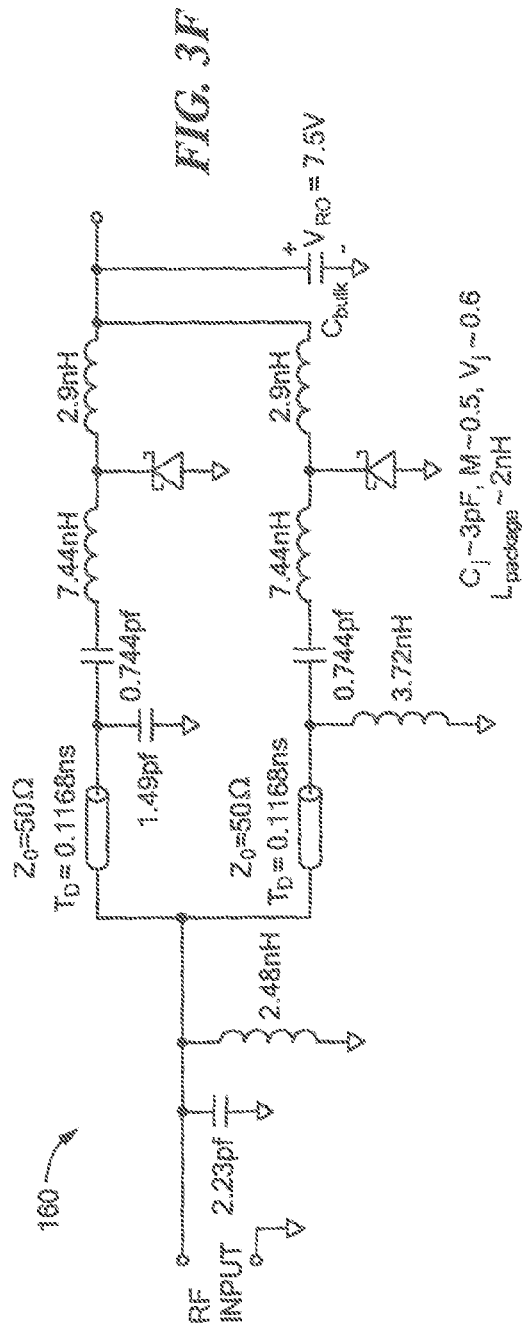 FIG. 3F
160
RF
INPUT
2.23pf
2.48nH
Z0=50Ω
TD=0.1168ns
1.49pf
0.744pf
7.44nH
2.9nH
Z0=50Ω
TD=0.1168ns
3.72nH
0.744pf
7.44nH
2.9nH
Cbulk
+
VRO = 7.5V
-
Cj~3pF, M~0.5, Vj~0.6
Lpackage~2nH